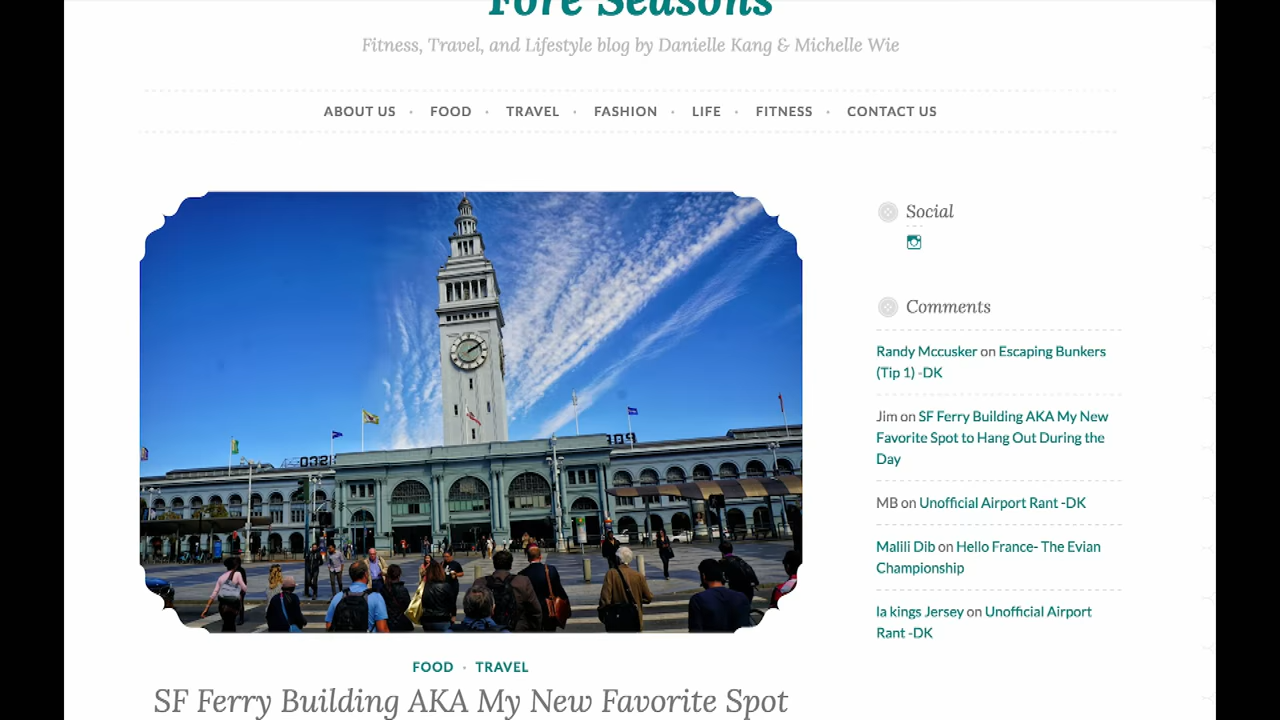 Fore Seasons
Fitness, Travel, and Lifestyle blog by Danielle Kang & Michelle Wie
ABOUT US · FOOD · TRAVEL · FASHION · LIFE · FITNESS · CONTACT US
Social
Comments
Randy Mccusker on Escaping Bunkers
(Tip 1) -DK
Jim on SF Ferry Building AKA My New
Favorite Spot to Hang Out During the
Day
MB on Unofficial Airport Rant -DK
Malili Dib on Hello France- The Evian
Championship
la kings Jersey on Unofficial Airport
Rant -DK
FOOD · TRAVEL
SF Ferry Building AKA My New Favorite Spot